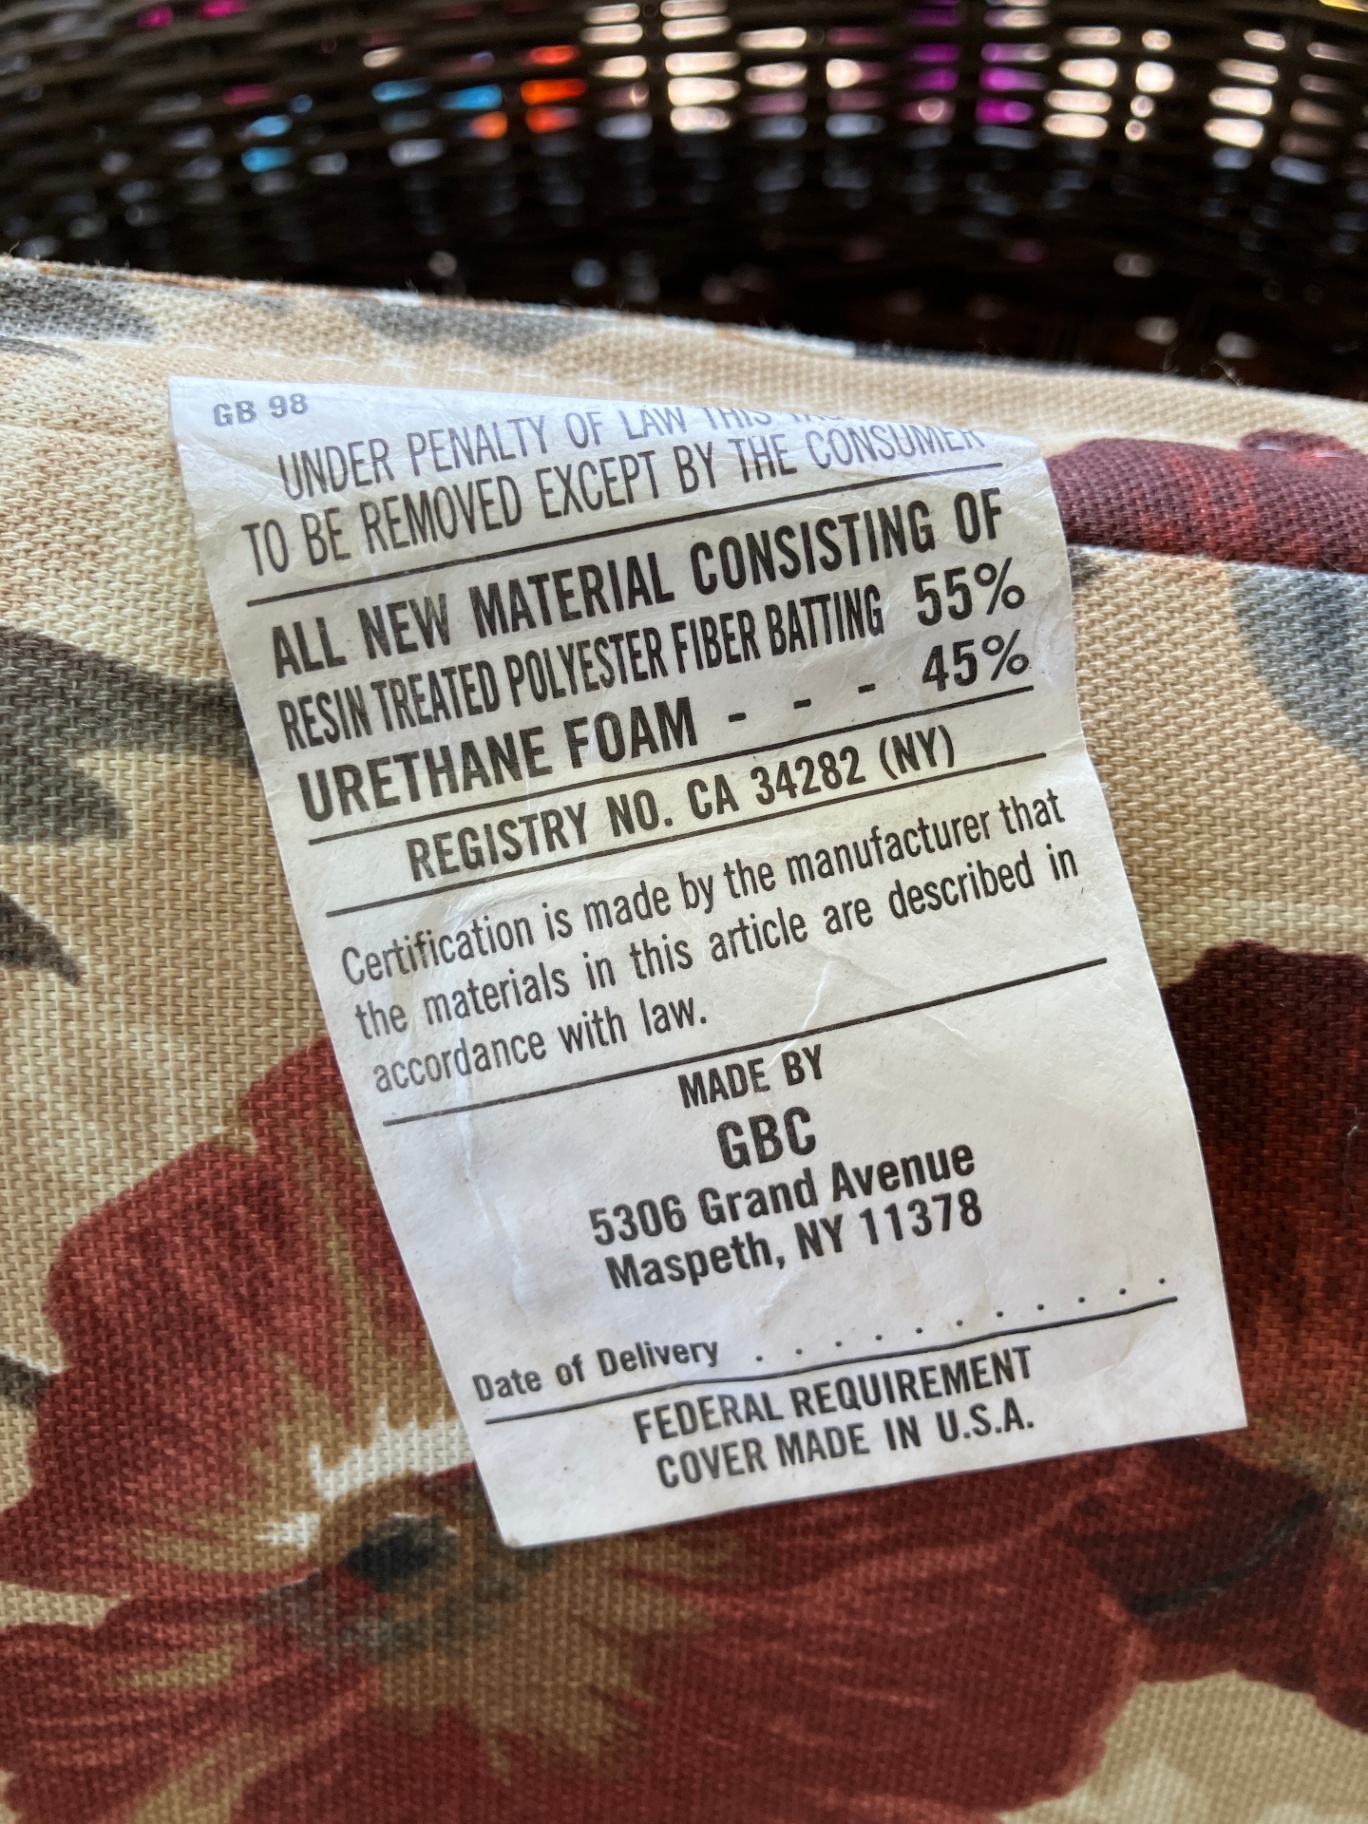 GB 98
UNDER PENALTY OF LAW THIS TAG
TO BE REMOVED EXCEPT BY THE CONSUMER
ALL NEW MATERIAL CONSISTING OF
RESIN TREATED POLYESTER FIBER BATTING 55%
URETHANE FOAM - - - 45%
REGISTRY NO. CA 34282 (NY)
Certification is made by the manufacturer that
the materials in this article are described in
accordance with law.
MADE BY
GBC
5306 Grand Avenue
Maspeth, NY 11378
Date of Delivery . . . . . . . . . . .
FEDERAL REQUIREMENT
COVER MADE IN U.S.A.